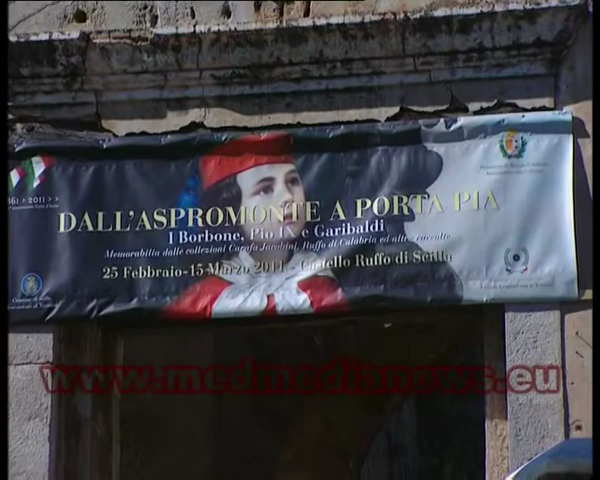 DALL'ASPROMONTE A PORTA PIA
I Borbone, Pio IX e Garibaldi
Memorabilia dalle collezioni Carafa Jacobini, Ruffo di Calabria ed altre raccolte
25 Febbraio-15 Marzo 2011 - Castello Ruffo di Scilla
2011 >
www.medmedianews.eu